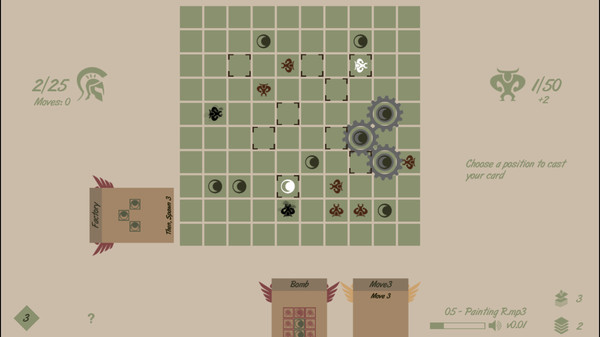 2/25
Moves: 0
1/50
+2
Choose a position to cast
your card
Factory
Then, Spawn 3
Bomb
Move3
Move 3
3
?
05 - Painting R.mp3
v0.01
3
2